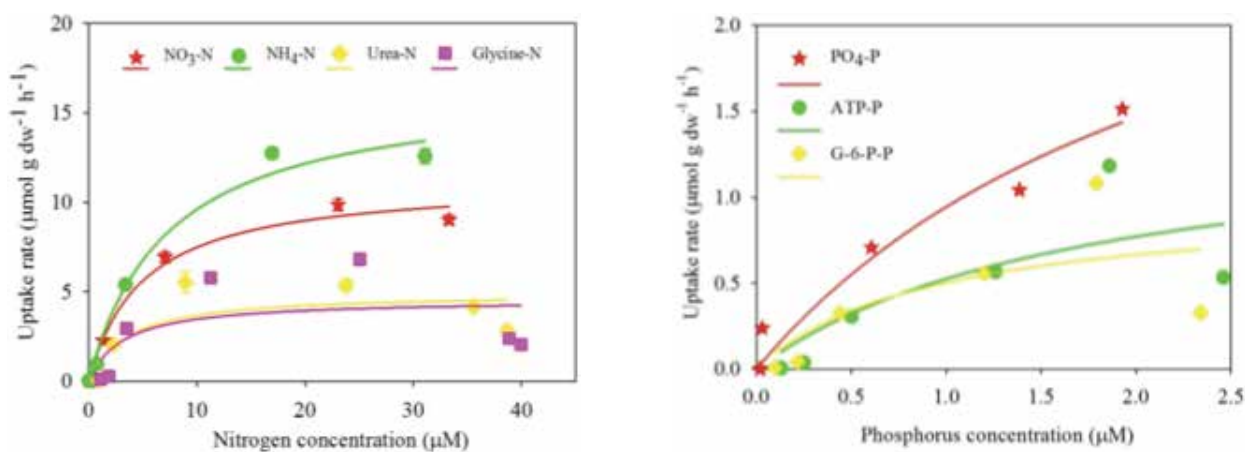 20
15
10
5
0
Uptake rate (µmol g dw⁻¹ h⁻¹)
NO₃-N NH₄-N Urea-N Glycine-N
0 10 20 30 40
Nitrogen concentration (µM)
2.0
1.5
1.0
0.5
0.0
Uptake rate (µmol g dw⁻¹ h⁻¹)
PO₄-P
ATP-P
G-6-P-P
0.0 0.5 1.0 1.5 2.0 2.5
Phosphorus concentration (µM)